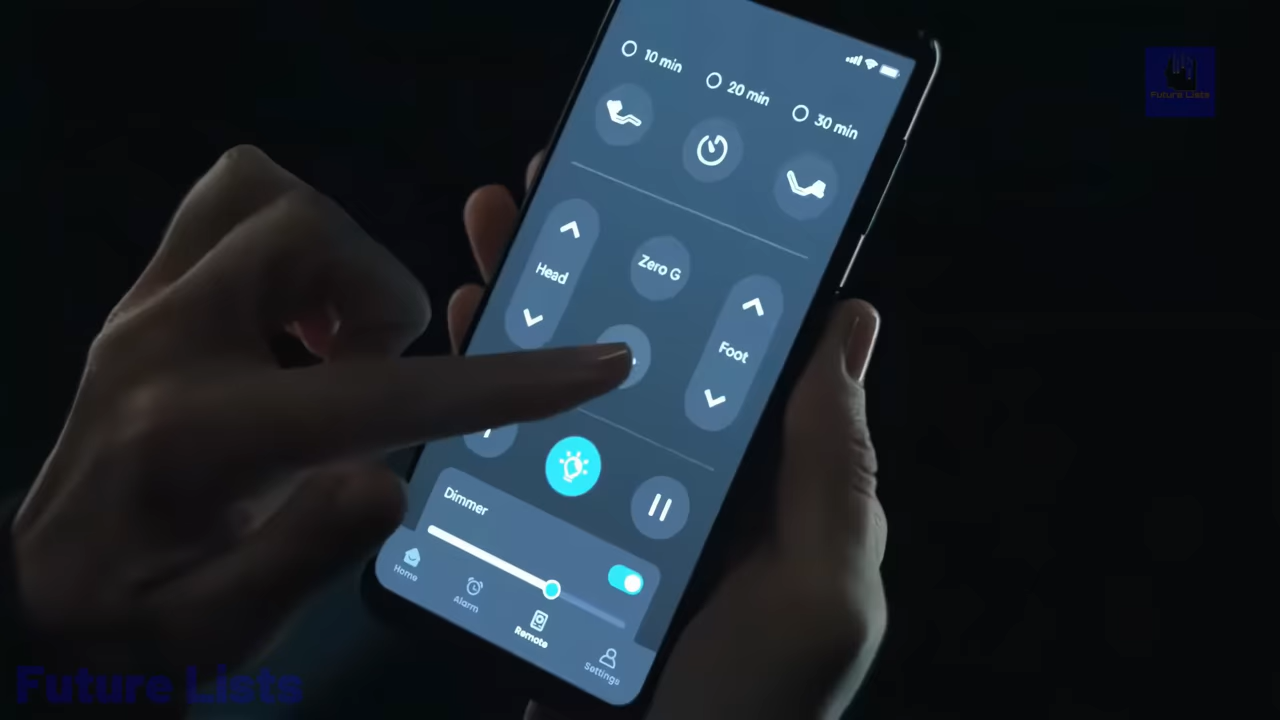 10 min
20 min
30 min
Head
Zero G
Foot
Dimmer
Home
Alarm
Remote
Settings
Future Lists
Future Lists